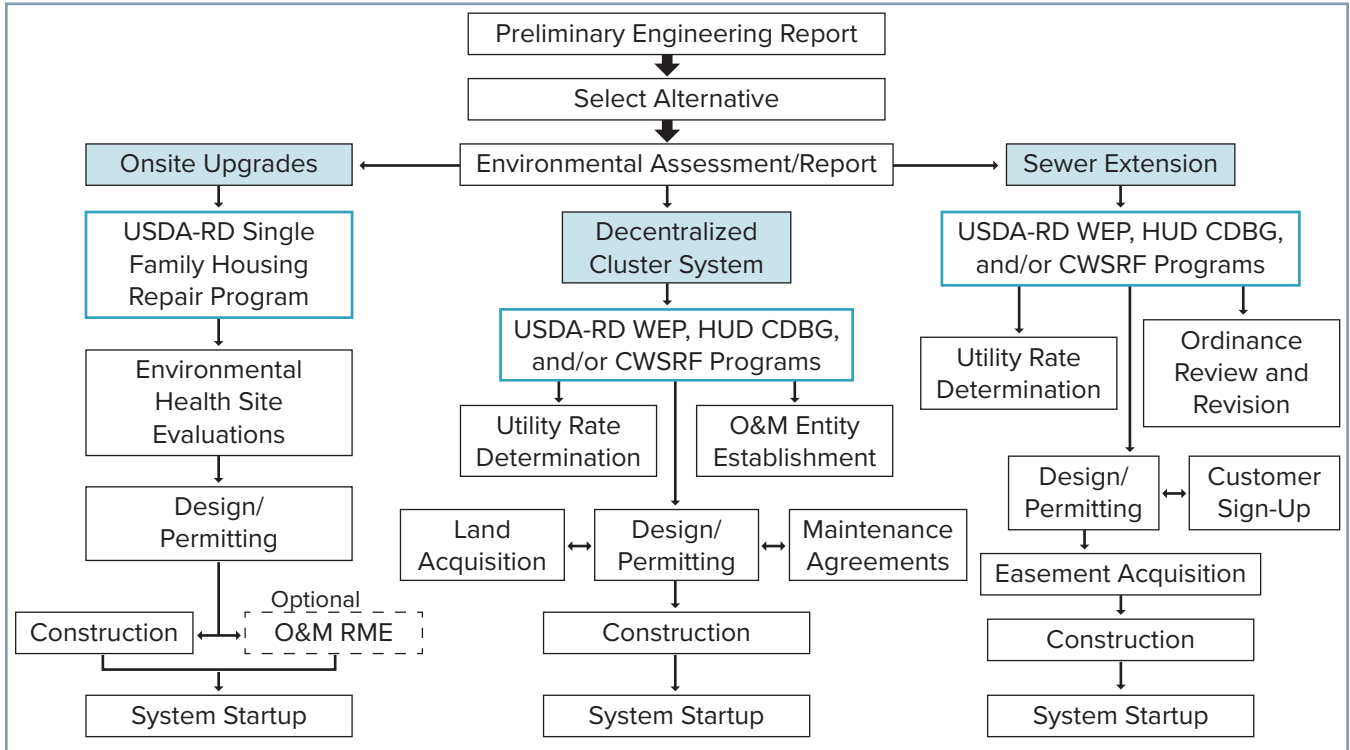 Preliminary Engineering Report
Select Alternative
Onsite Upgrades
Environmental Assessment/Report
Sewer Extension
USDA-RD Single
Family Housing
Repair Program
Decentralized
Cluster System
USDA-RD WEP, HUD CDBG,
and/or CWSRF Programs
USDA-RD WEP, HUD CDBG,
and/or CWSRF Programs
Environmental
Health Site
Evaluations
Utility Rate
Determination
O&M Entity
Establishment
Utility Rate
Determination
Ordinance
Review and
Revision
Design/
Permitting
Land
Acquisition
Design/
Permitting
Maintenance
Agreements
Design/
Permitting
Customer
Sign-Up
Easement Acquisition
Optional
Construction
O&M RME
Construction
Construction
System Startup
System Startup
System Startup